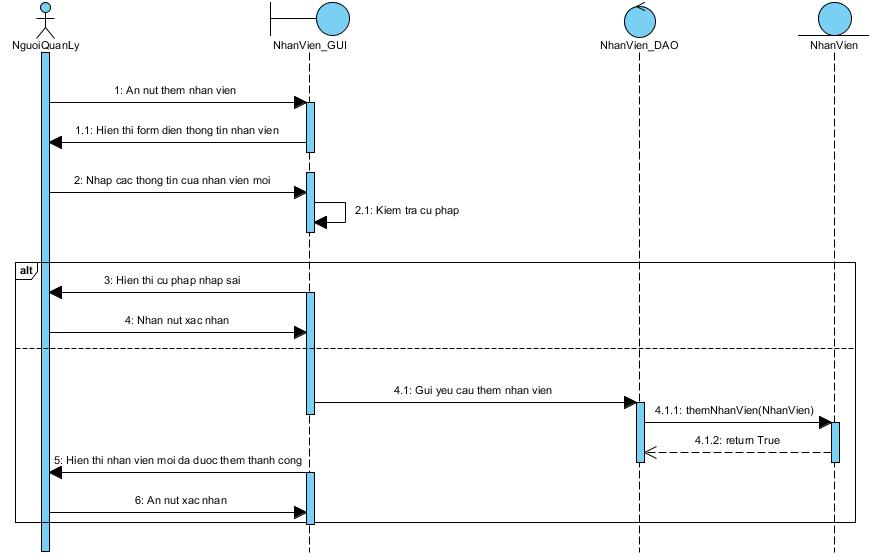 NguoiQuanLy
NhanVien_GUI
NhanVien_DAO
NhanVien
1: An nut them nhan vien
1.1: Hien thi form dien thong tin nhan vien
2: Nhap cac thong tin cua nhan vien moi
2.1: Kiem tra cu phap
alt
3: Hien thi cu phap nhap sai
4: Nhan nut xac nhan
4.1: Gui yeu cau them nhan vien
4.1.1: themNhanVien(NhanVien)
4.1.2: return True
5: Hien thi nhan vien moi da duoc them thanh cong
6: An nut xac nhan